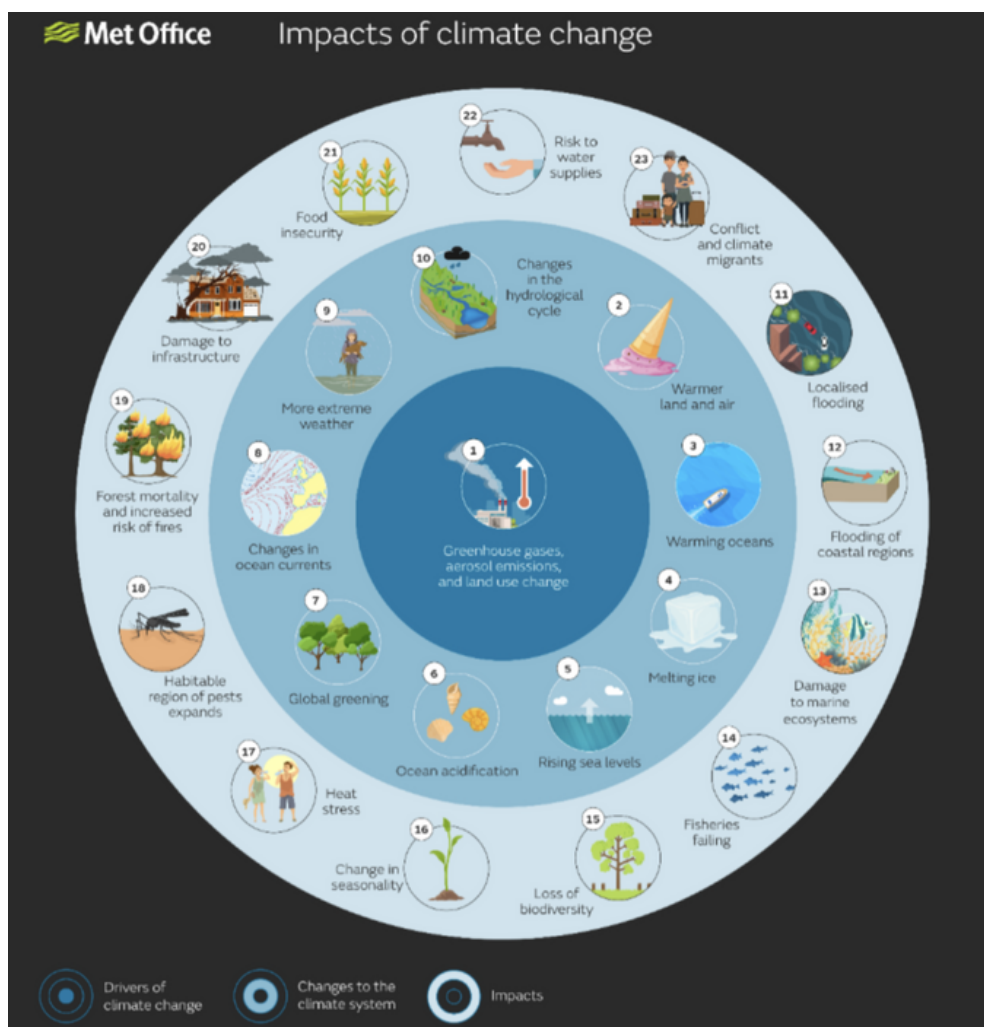 Met Office
Impacts of climate change
22
Risk to
water
supplies
21
Food
insecurity
23
Conflict
and climate
migrants
20
Damage to
infrastructure
10
Changes
in the
hydrological
cycle
9
More extreme
weather
2
Warmer
land and air
11
Localised
flooding
19
Forest mortality
and increased
risk of fires
8
Changes in
ocean currents
1
Greenhouse gases,
aerosol emissions,
and land use change
3
Warming oceans
12
Flooding of
coastal regions
18
Habitable
region of pests
expands
7
Global greening
4
Melting ice
13
Damage
to marine
ecosystems
6
Ocean acidification
5
Rising sea levels
17
Heat
stress
14
Fisheries
failing
16
Change in
seasonality
15
Loss of
biodiversity
Drivers of
climate change
Changes to the
climate system
Impacts